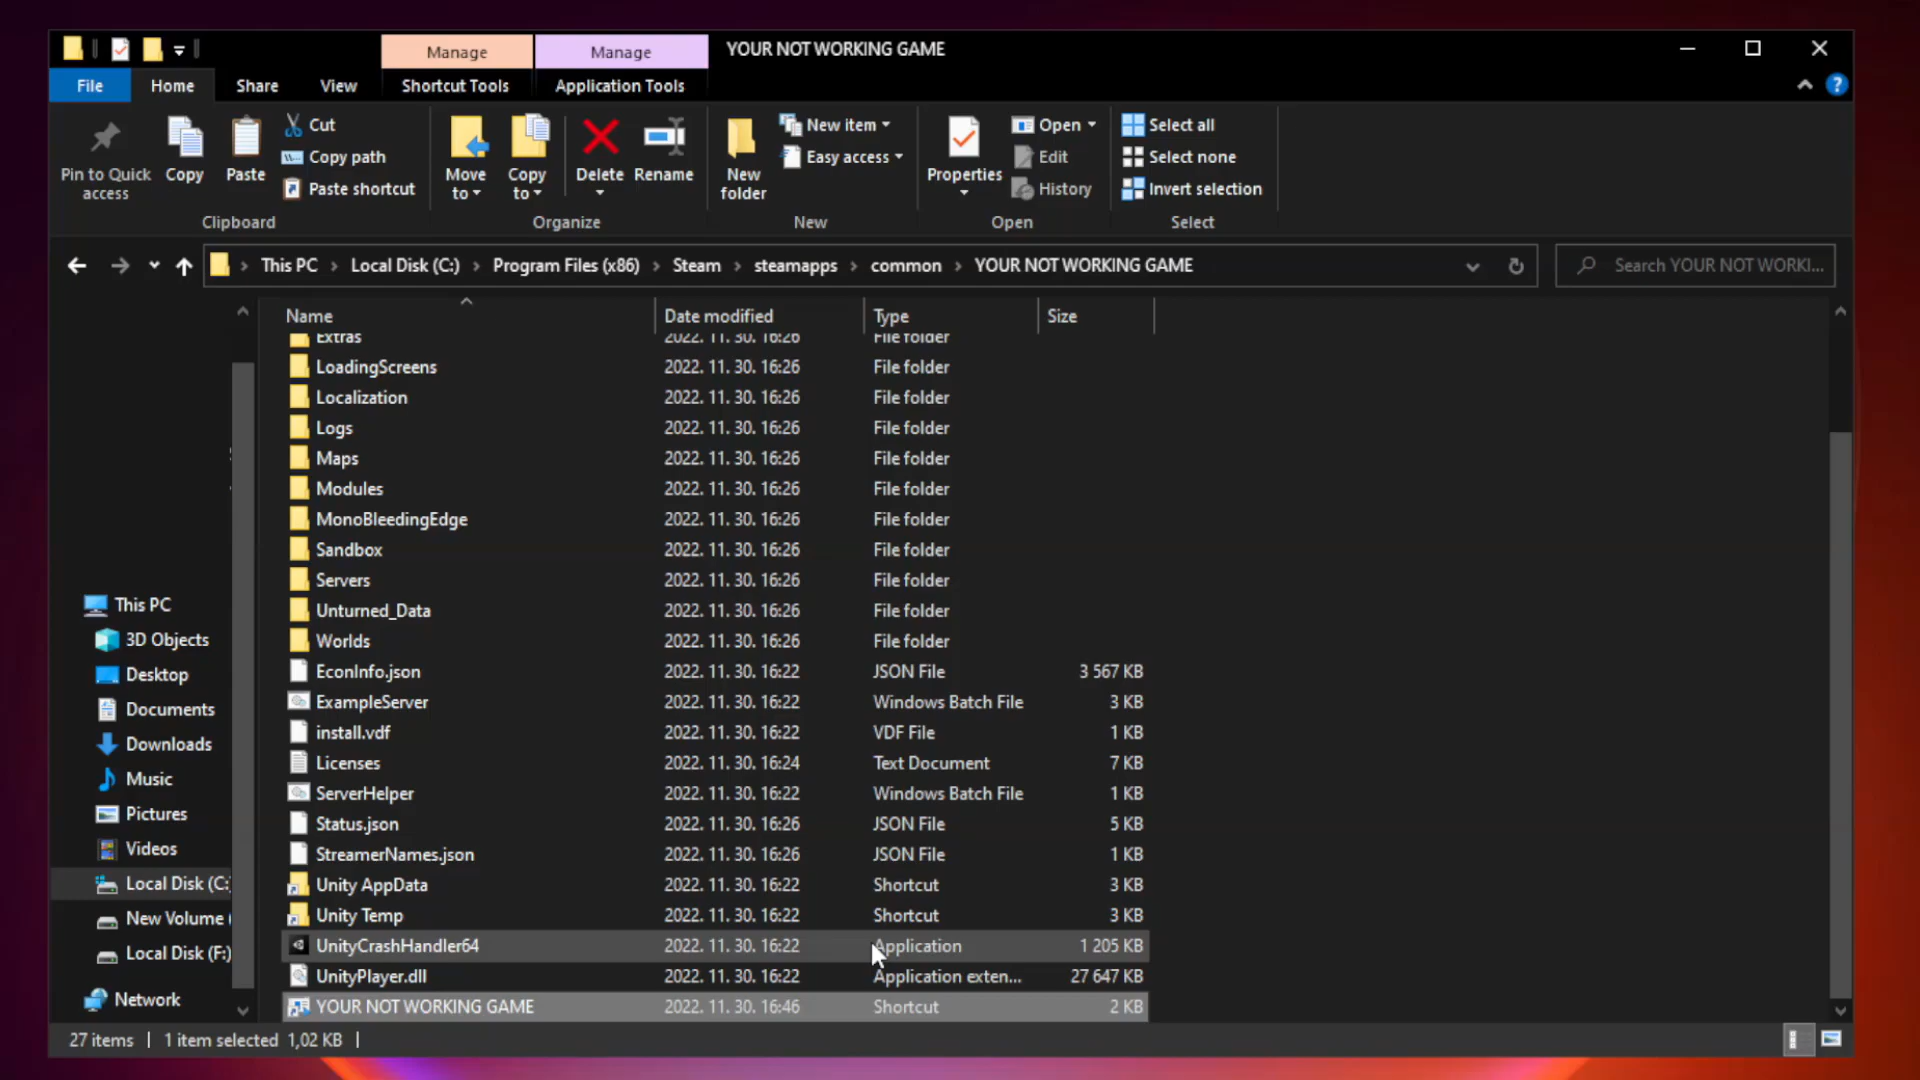 Manage
Manage
YOUR NOT WORKING GAME
File
Home
Share
View
Shortcut Tools
Application Tools
Pin to Quick access
Copy
Paste
Cut
Copy path
Paste shortcut
Clipboard
Move to
Copy to
Delete
Rename
Organize
New folder
New item
Easy access
New
Properties
Open
Edit
History
Open
Select all
Select none
Invert selection
Select
This PC > Local Disk (C:) > Program Files (x86) > Steam > steamapps > common > YOUR NOT WORKING GAME
Search YOUR NOT WORKI...
Name Date modified Type Size
Extras 2022. 11. 30. 16:26 File folder
LoadingScreens 2022. 11. 30. 16:26 File folder
Localization 2022. 11. 30. 16:26 File folder
Logs 2022. 11. 30. 16:26 File folder
Maps 2022. 11. 30. 16:26 File folder
Modules 2022. 11. 30. 16:26 File folder
MonoBleedingEdge 2022. 11. 30. 16:26 File folder
Sandbox 2022. 11. 30. 16:26 File folder
Servers 2022. 11. 30. 16:26 File folder
Unturned_Data 2022. 11. 30. 16:26 File folder
Worlds 2022. 11. 30. 16:26 File folder
EconInfo.json 2022. 11. 30. 16:22 JSON File 3 567 KB
ExampleServer 2022. 11. 30. 16:22 Windows Batch File 3 KB
install.vdf 2022. 11. 30. 16:22 VDF File 1 KB
Licenses 2022. 11. 30. 16:24 Text Document 7 KB
ServerHelper 2022. 11. 30. 16:22 Windows Batch File 1 KB
Status.json 2022. 11. 30. 16:26 JSON File 5 KB
StreamerNames.json 2022. 11. 30. 16:26 JSON File 1 KB
Unity AppData 2022. 11. 30. 16:22 Shortcut 3 KB
Unity Temp 2022. 11. 30. 16:22 Shortcut 3 KB
UnityCrashHandler64 2022. 11. 30. 16:22 Application 1 205 KB
UnityPlayer.dll 2022. 11. 30. 16:22 Application exten... 27 647 KB
YOUR NOT WORKING GAME 2022. 11. 30. 16:46 Shortcut 2 KB
This PC
3D Objects
Desktop
Documents
Downloads
Music
Pictures
Videos
Local Disk (C:
New Volume (
Local Disk (F:)
Network
27 items
1 item selected 1,02 KB